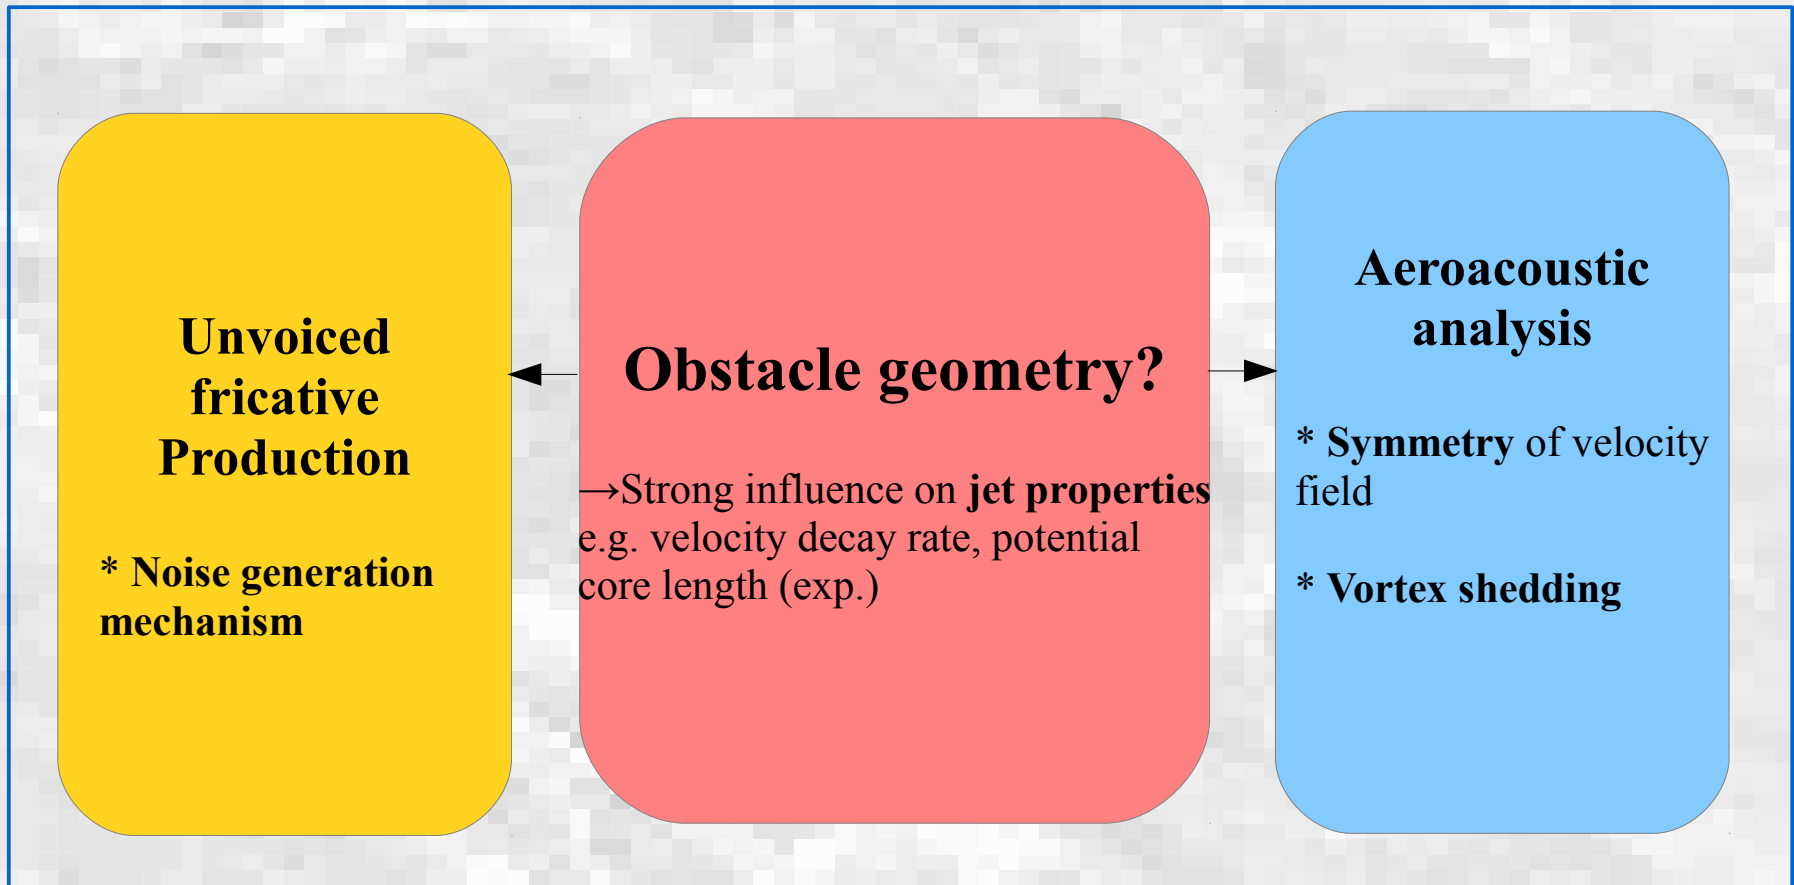 Unvoiced
fricative
Production
* Noise generation
mechanism
Obstacle geometry?
→Strong influence on jet properties
e.g. velocity decay rate, potential
core length (exp.)
Aeroacoustic
analysis
* Symmetry of velocity
field
* Vortex shedding